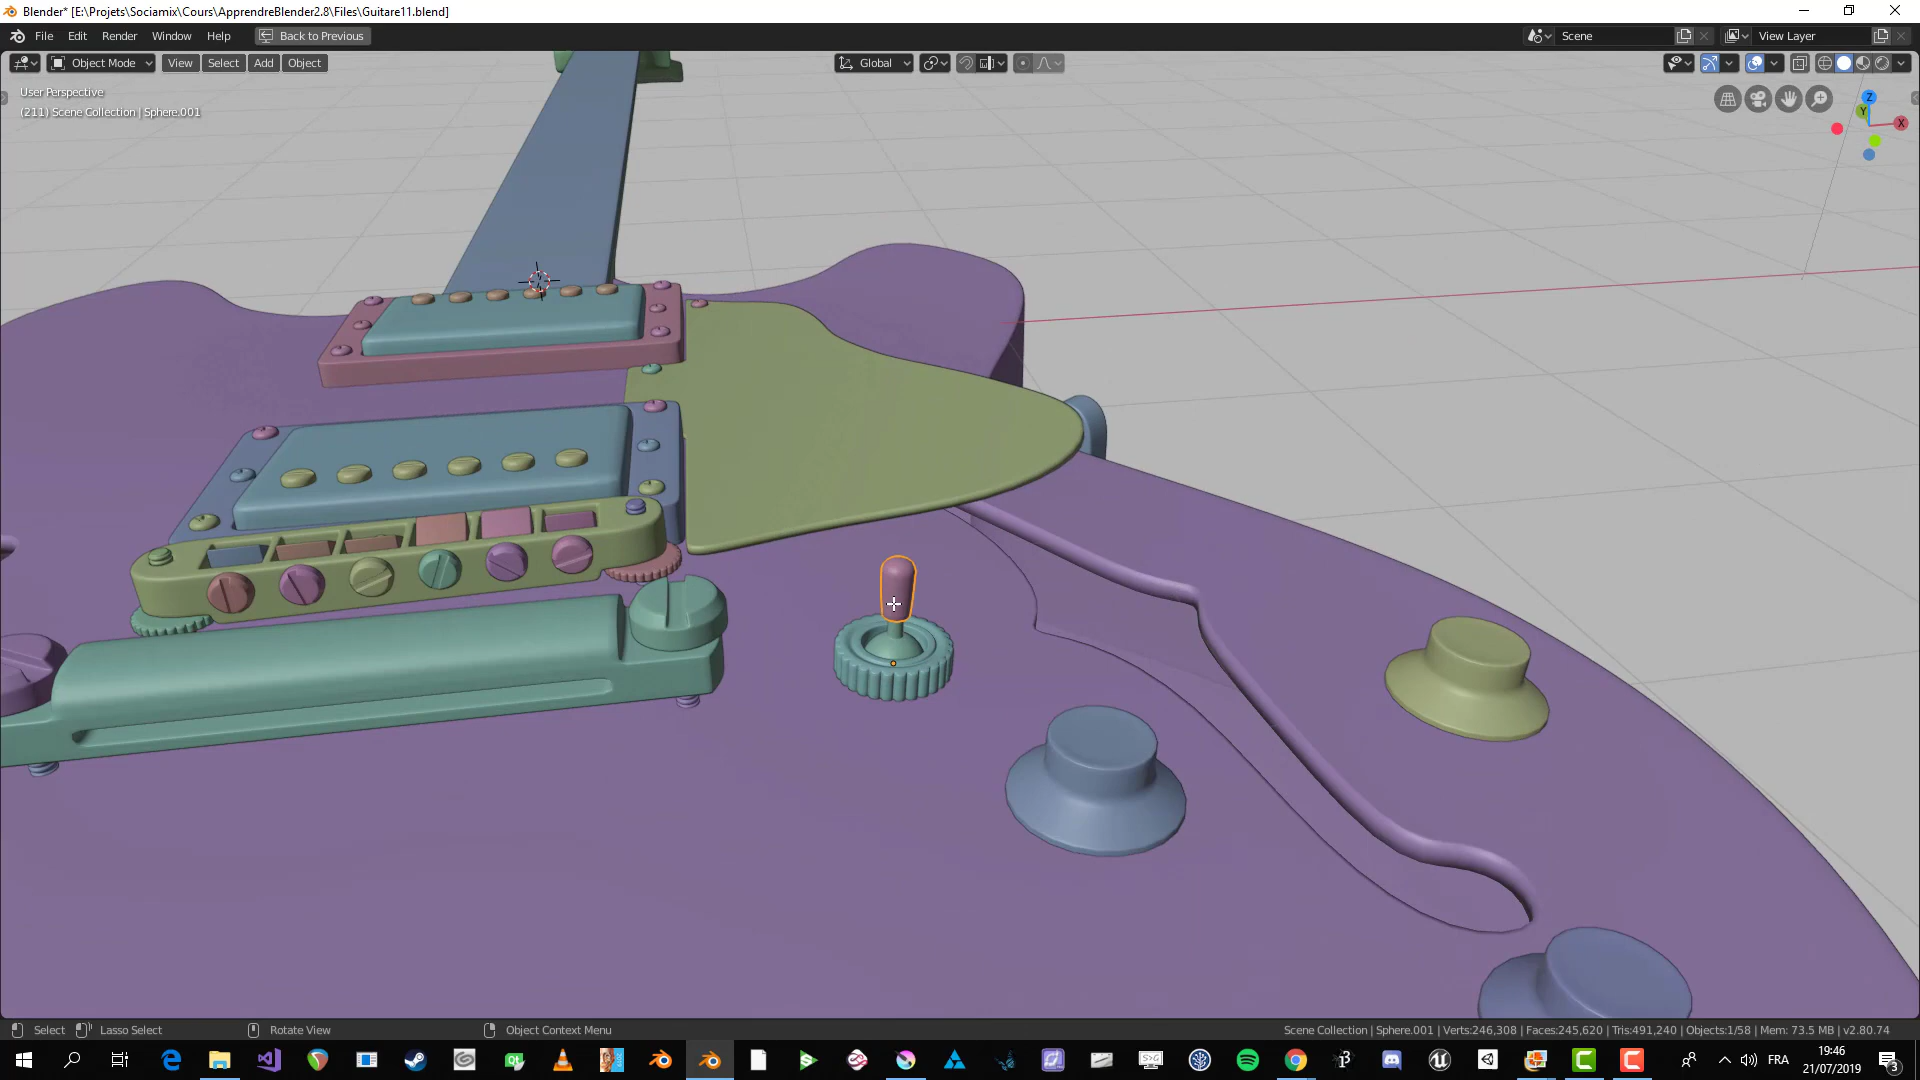 Blender* [E:\Projets\Sociamix\Cours\ApprendreBlender2.8\Files\Guitare11.blend]
File Edit Render Window Help Back to Previous Scene View Layer
Object Mode View Select Add Object Global
User Perspective
(211) Scene Collection | Sphere.001
Z
Y
X
Select Lasso Select Rotate View Object Context Menu Scene Collection | Sphere.001 | Verts:246,308 | Faces:245,620 | Tris:491,240 | Objects:1/58 | Mem: 73.5 MB | v2.80.74
FRA 19:46
21/07/2019 3